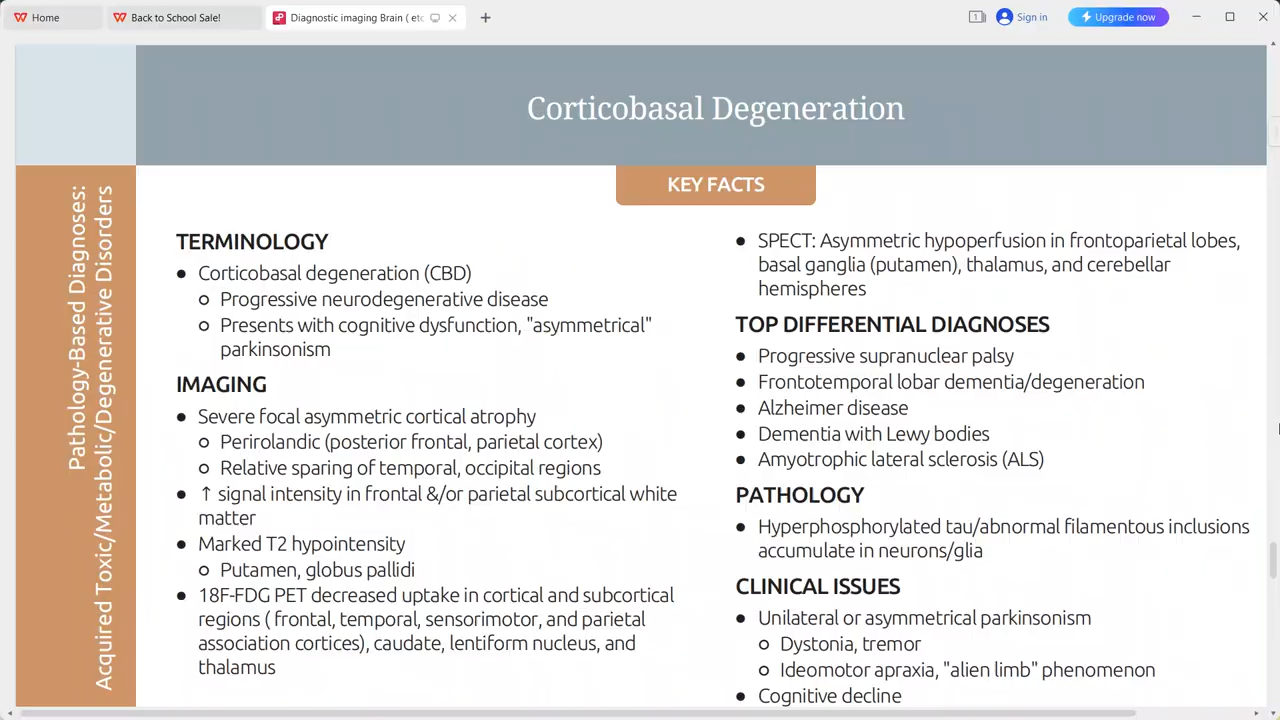 Home
Back to School Sale!
Diagnostic imaging Brain ( etc
1
Sign in
Upgrade now
Corticobasal Degeneration
Pathology-Based Diagnoses:
Acquired Toxic/Metabolic/Degenerative Disorders
KEY FACTS
TERMINOLOGY
● Corticobasal degeneration (CBD)
○ Progressive neurodegenerative disease
○ Presents with cognitive dysfunction, "asymmetrical"
parkinsonism
IMAGING
● Severe focal asymmetric cortical atrophy
○ Perirolandic (posterior frontal, parietal cortex)
○ Relative sparing of temporal, occipital regions
● ↑ signal intensity in frontal &/or parietal subcortical white
matter
● Marked T2 hypointensity
○ Putamen, globus pallidi
● 18F-FDG PET decreased uptake in cortical and subcortical
regions ( frontal, temporal, sensorimotor, and parietal
association cortices), caudate, lentiform nucleus, and
thalamus
● SPECT: Asymmetric hypoperfusion in frontoparietal lobes,
basal ganglia (putamen), thalamus, and cerebellar
hemispheres
TOP DIFFERENTIAL DIAGNOSES
● Progressive supranuclear palsy
● Frontotemporal lobar dementia/degeneration
● Alzheimer disease
● Dementia with Lewy bodies
● Amyotrophic lateral sclerosis (ALS)
PATHOLOGY
● Hyperphosphorylated tau/abnormal filamentous inclusions
accumulate in neurons/glia
CLINICAL ISSUES
● Unilateral or asymmetrical parkinsonism
○ Dystonia, tremor
○ Ideomotor apraxia, "alien limb" phenomenon
● Cognitive decline